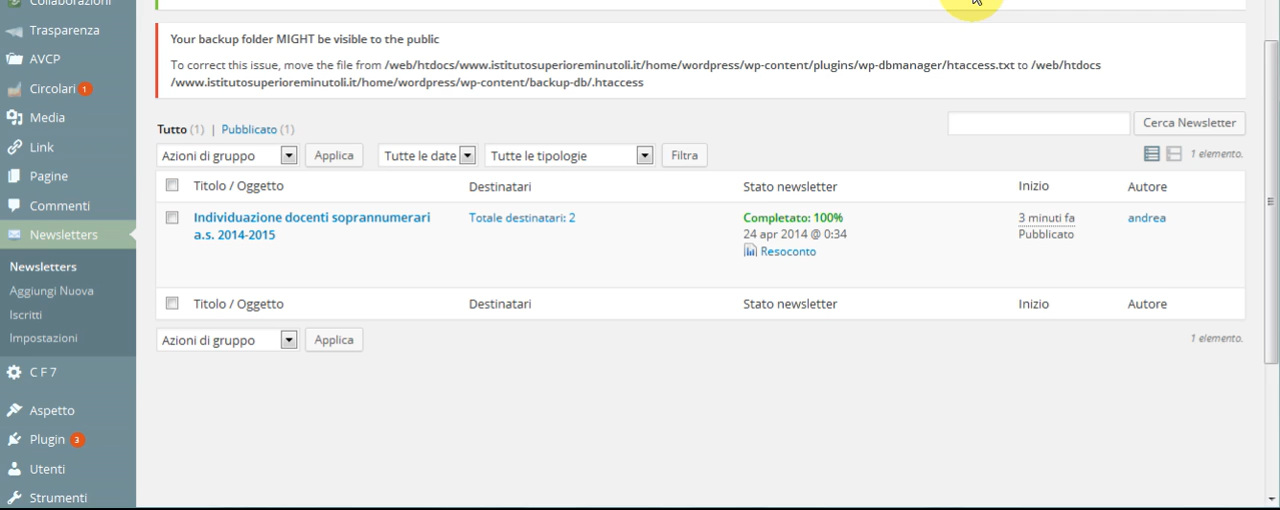 Collaborazioni
Trasparenza
AVCP
Circolari 1
Media
Link
Pagine
Commenti
Newsletters
Newsletters
Aggiungi Nuova
Iscritti
Impostazioni
C F 7
Aspetto
Plugin 3
Utenti
Strumenti
Your backup folder MIGHT be visible to the public
To correct this issue, move the file from /web/htdocs/www.istitutosuperioreminutoli.it/home/wordpress/wp-content/plugins/wp-dbmanager/htaccess.txt to /web/htdocs
/www.istitutosuperioreminutoli.it/home/wordpress/wp-content/backup-db/.htaccess
Tutto (1) | Pubblicato (1)
Cerca Newsletter
Azioni di gruppo Applica Tutte le date Tutte le tipologie Filtra 1 elemento.
Titolo / Oggetto Destinatari Stato newsletter Inizio Autore
Individuazione docenti soprannumerari Totale destinatari: 2 Completato: 100% 3 minuti fa andrea
a.s. 2014-2015 24 apr 2014 @ 0:34 Pubblicato
Resoconto
Titolo / Oggetto Destinatari Stato newsletter Inizio Autore
Azioni di gruppo Applica 1 elemento.